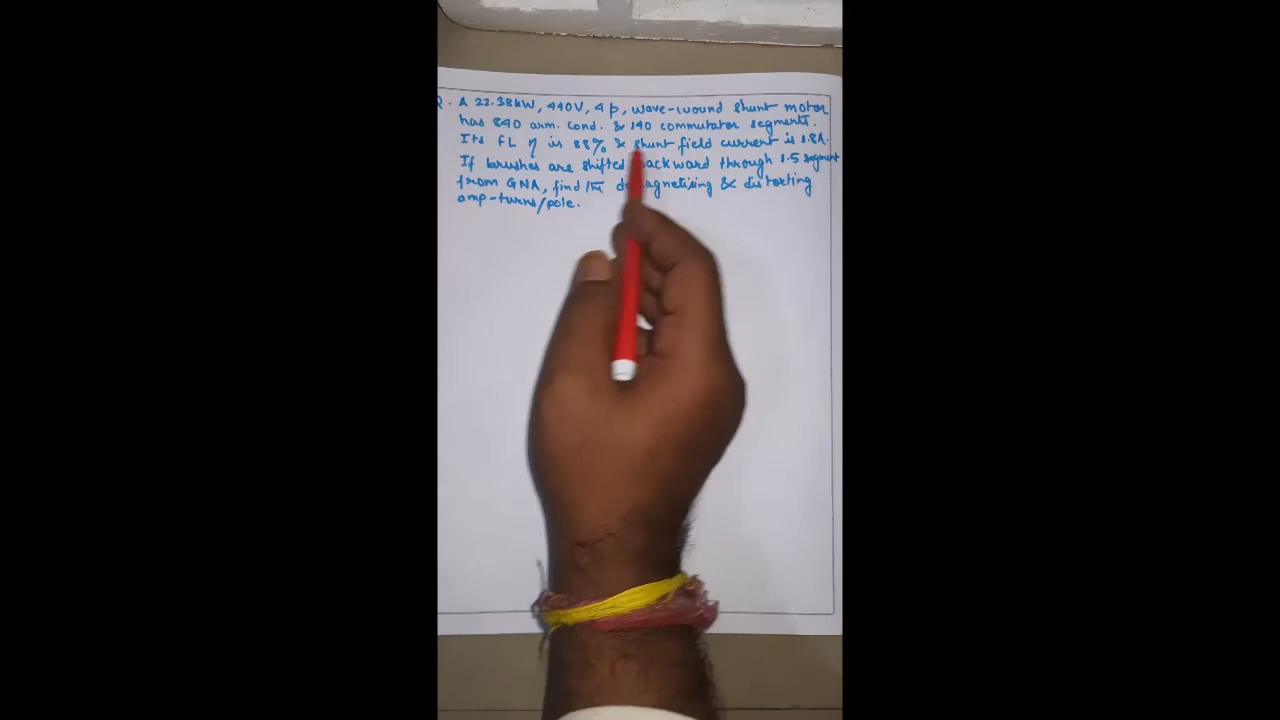 Q. A 22.38kW, 440V, 4p, wave-wound shunt motor
has 840 arm. cond. & 140 commutator segments.
Its FL η is 88% & shunt field current is 1.8A.
If brushes are shifted backward through 1.5 segment
from GNA, find demagnetising & distorting
amp-turns/pole.